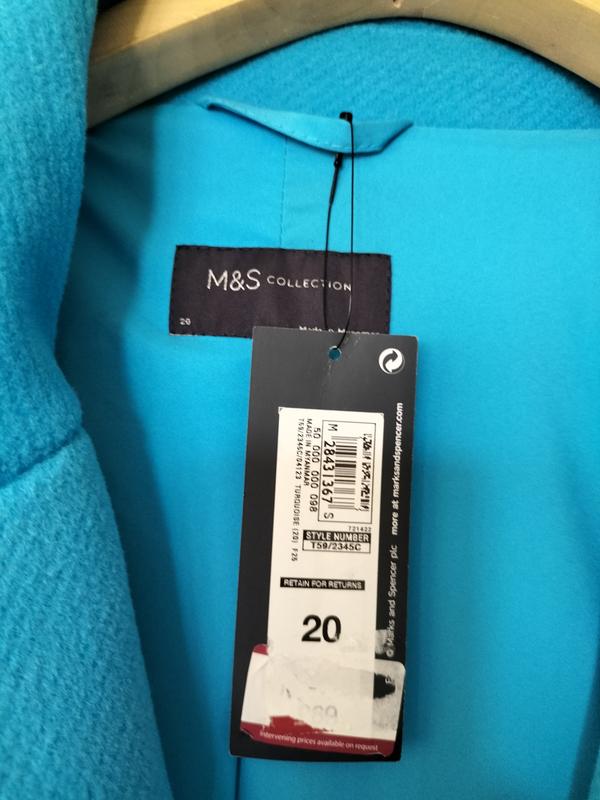 M&S COLLECTION
20
M 28431367 S
50 000 000 098
MADE IN MYANMAR
T59/2345C/04123 TURQUOISE (20) F25
721422
STYLE NUMBER
T59/2345C
RETAIN FOR RETURNS
20
Intervening prices available on request
© Marks and Spencer plc more at marksandspencer.com